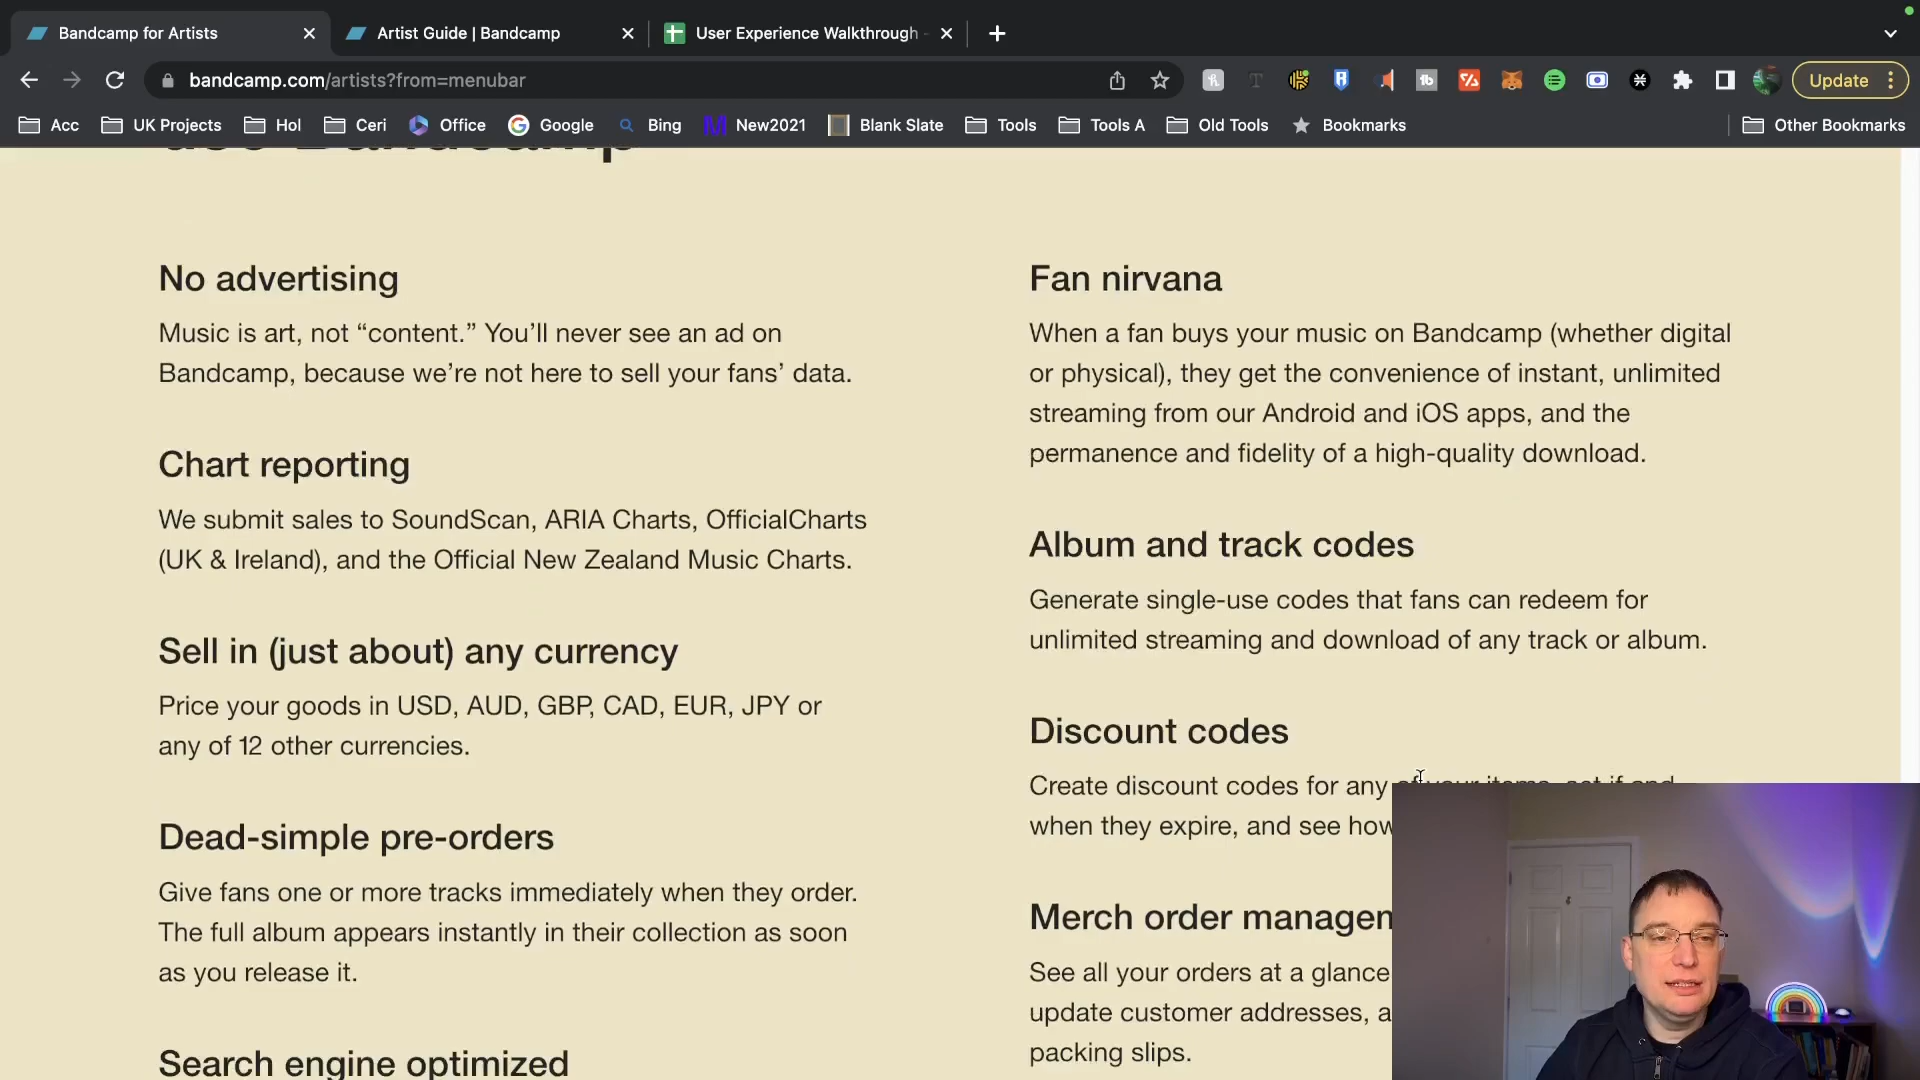 Bandcamp for Artists
Artist Guide | Bandcamp
User Experience Walkthrough -
bandcamp.com/artists?from=menubar
Update
Acc
UK Projects
Hol
Ceri
Office
Google
Bing
New2021
Blank Slate
Tools
Tools A
Old Tools
Bookmarks
Other Bookmarks
use Bandcamp
No advertising
Music is art, not “content.” You’ll never see an ad on
Bandcamp, because we’re not here to sell your fans’ data.
Chart reporting
We submit sales to SoundScan, ARIA Charts, OfficialCharts
(UK & Ireland), and the Official New Zealand Music Charts.
Sell in (just about) any currency
Price your goods in USD, AUD, GBP, CAD, EUR, JPY or
any of 12 other currencies.
Dead-simple pre-orders
Give fans one or more tracks immediately when they order.
The full album appears instantly in their collection as soon
as you release it.
Search engine optimized
Fan nirvana
When a fan buys your music on Bandcamp (whether digital
or physical), they get the convenience of instant, unlimited
streaming from our Android and iOS apps, and the
permanence and fidelity of a high-quality download.
Album and track codes
Generate single-use codes that fans can redeem for
unlimited streaming and download of any track or album.
Discount codes
Create discount codes for any of your items, set if and
when they expire, and see how
Merch order managem
See all your orders at a glance
update customer addresses, a
packing slips.